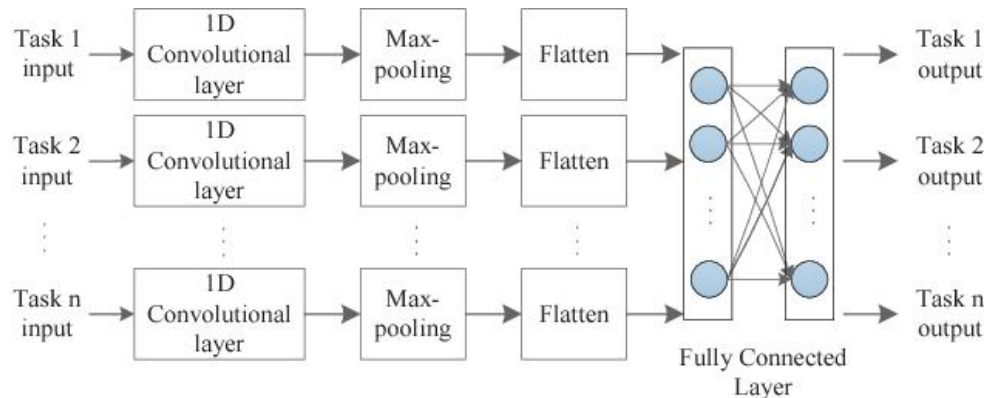 Task 1
input
1D
Convolutional
layer
Max-
pooling
Flatten
Task 1
output
Task 2
input
1D
Convolutional
layer
Max-
pooling
Flatten
Task 2
output
Task n
input
1D
Convolutional
layer
Max-
pooling
Flatten
Task n
output
Fully Connected
Layer